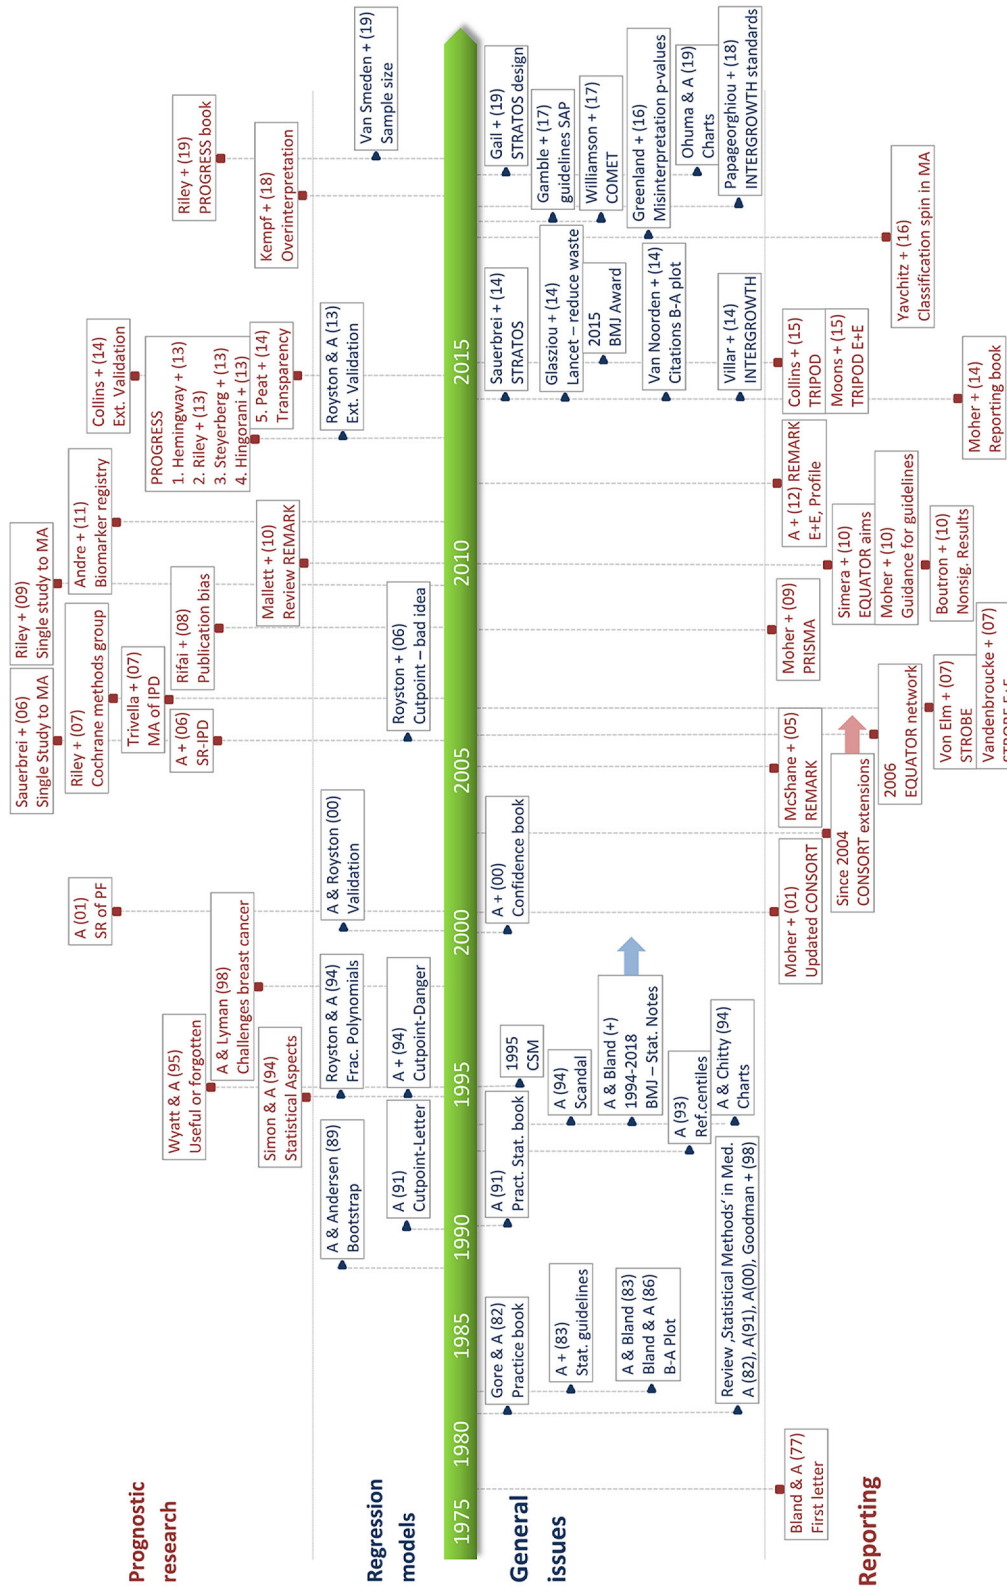 Prognostic
research
Wyatt & A (95)
Useful or forgotten
A & Lyman (98)
Challenges breast cancer
Simon & A (94)
Statistical Aspects
A (01)
SR of PF
Sauerbrei + (06)
Single Study to MA
Riley + (07)
Cochrane methods group
Trivella + (07)
MA of IPD
A + (06)
SR-IPD
Riley + (09)
Single study to MA
Rifai + (08)
Publication bias
Andre + (11)
Biomarker registry
Mallett + (10)
Review REMARK
Collins + (14)
Ext. Validation
PROGRESS
1. Hemingway + (13)
2. Riley + (13)
3. Steyerberg + (13)
4. Hingorani + (13)
5. Peat + (14)
Transparency
Riley + (19)
PROGRESS book
Kempf + (18)
Overinterpretation
Regression
models
A & Andersen (89)
Bootstrap
A (91)
Cutpoint-Letter
Royston & A (94)
Frac. Polynomials
A + (94)
Cutpoint-Danger
A & Royston (00)
Validation
Royston + (06)
Cutpoint – bad idea
Royston & A (13)
Ext. Validation
Van Smeden + (19)
Sample size
1975
1980
1985
1990
1995
2000
2005
2010
2015
General
issues
Gore & A (82)
Practice book
A + (83)
Stat. guidelines
A & Bland (83)
Bland & A (86)
B-A Plot
Review ‚Statistical Methods‘ in Med.
A (82), A(91), A(00), Goodman + (98)
A (91)
Pract. Stat. book
1995
CSM
A (94)
Scandal
A & Bland (+)
1994-2018
BMJ – Stat. Notes
A (93)
Ref.centiles
A & Chitty (94)
Charts
A + (00)
Confidence book
Sauerbrei + (14)
STRATOS
Glasziou + (14)
Lancet – reduce waste
2015
BMJ Award
Van Noorden + (14)
Citations B-A plot
Villar + (14)
INTERGROWTH
Gail + (19)
STRATOS design
Gamble + (17)
guidelines SAP
Williamson + (17)
COMET
Greenland + (16)
Misinterpretation p-values
Ohuma & A (19)
Charts
Papageorghiou + (18)
INTERGROWTH standards
Reporting
Bland & A (77)
First letter
Moher + (01)
Updated CONSORT
Since 2004
CONSORT extensions
McShane + (05)
REMARK
2006
EQUATOR network
Von Elm + (07)
STROBE
Vandenbroucke + (07)
STROBE E+E
Moher + (09)
PRISMA
Simera + (10)
EQUATOR aims
Moher + (10)
Guidance for guidelines
Boutron + (10)
Nonsig. Results
A + (12) REMARK
E+E, Profile
Collins + (15)
TRIPOD
Moons + (15)
TRIPOD E+E
Moher + (14)
Reporting book
Yavchitz + (16)
Classification spin in MA